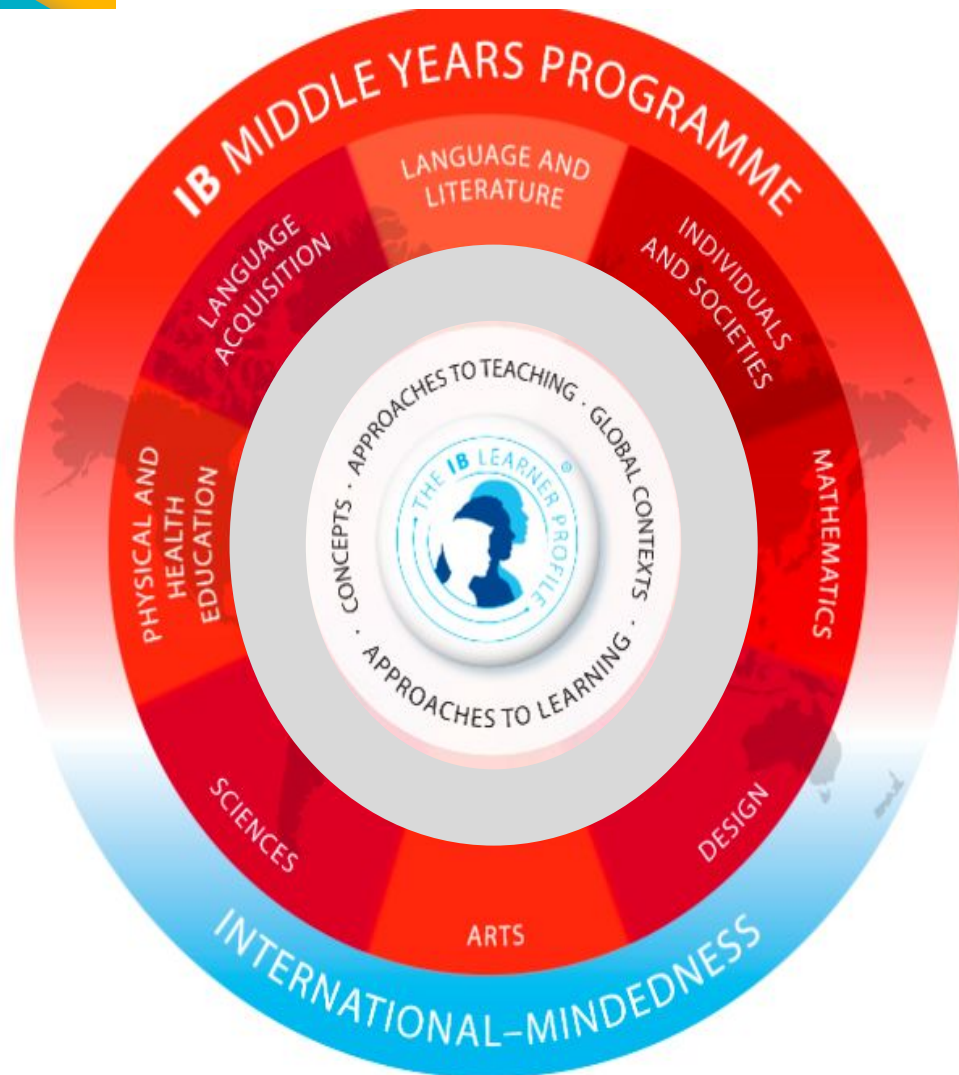 IB MIDDLE YEARS PROGRAMME
LANGUAGE AND
LITERATURE
INDIVIDUALS
AND SOCIETIES
MATHEMATICS
DESIGN
ARTS
SCIENCES
PHYSICAL AND
HEALTH
EDUCATION
LANGUAGE
ACQUISITION
APPROACHES TO TEACHING · GLOBAL CONTEXTS ·
APPROACHES TO LEARNING ·
CONCEPTS ·
THE IB LEARNER PROFILE ®
INTERNATIONAL–MINDEDNESS